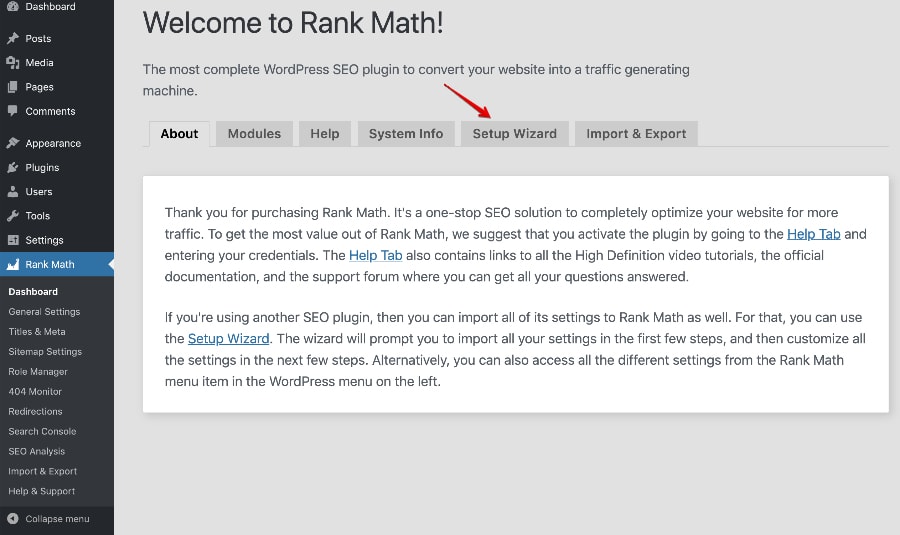 Dashboard
Posts
Media
Pages
Comments
Appearance
Plugins
Users
Tools
Settings
Rank Math
Dashboard
General Settings
Titles & Meta
Sitemap Settings
Role Manager
404 Monitor
Redirections
Search Console
SEO Analysis
Import & Export
Help & Support
Collapse menu
Welcome to Rank Math!
The most complete WordPress SEO plugin to convert your website into a traffic generating
machine.
About Modules Help System Info Setup Wizard Import & Export
Thank you for purchasing Rank Math. It's a one-stop SEO solution to completely optimize your website for more
traffic. To get the most value out of Rank Math, we suggest that you activate the plugin by going to the Help Tab and
entering your credentials. The Help Tab also contains links to all the High Definition video tutorials, the official
documentation, and the support forum where you can get all your questions answered.
If you're using another SEO plugin, then you can import all of its settings to Rank Math as well. For that, you can use
the Setup Wizard. The wizard will prompt you to import all your settings in the first few steps, and then customize all
the settings in the next few steps. Alternatively, you can also access all the different settings from the Rank Math
menu item in the WordPress menu on the left.